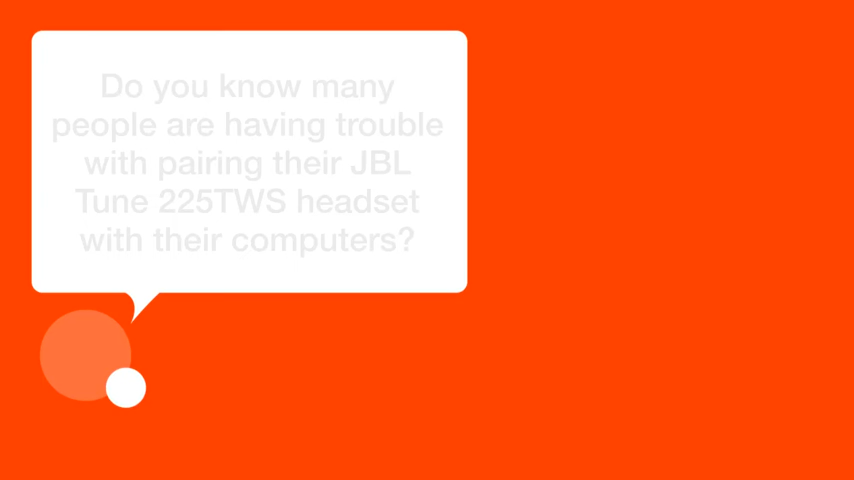 Do you know many
people are having trouble
with pairing their JBL
Tune 225TWS headset
with their computers?